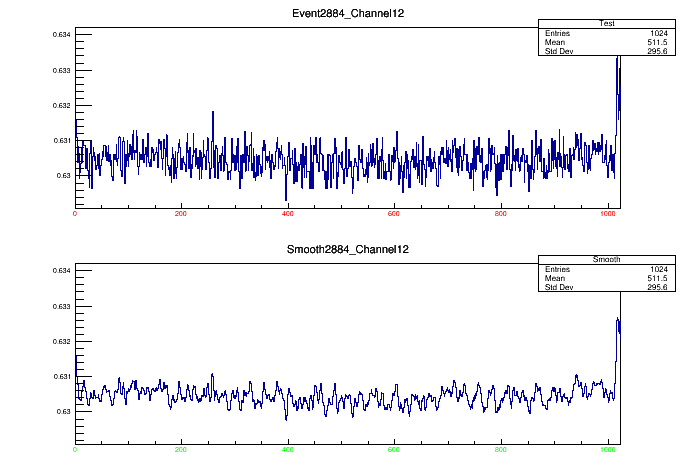 Event2884_Channel12
Test
Entries 1024
Mean 511.5
Std Dev 295.6
0.634
0.633
0.632
0.631
0.63
0 200 400 600 800 1000
Smooth2884_Channel12
Smooth
Entries 1024
Mean 511.5
Std Dev 295.6
0.634
0.633
0.632
0.631
0.63
0 200 400 600 800 1000